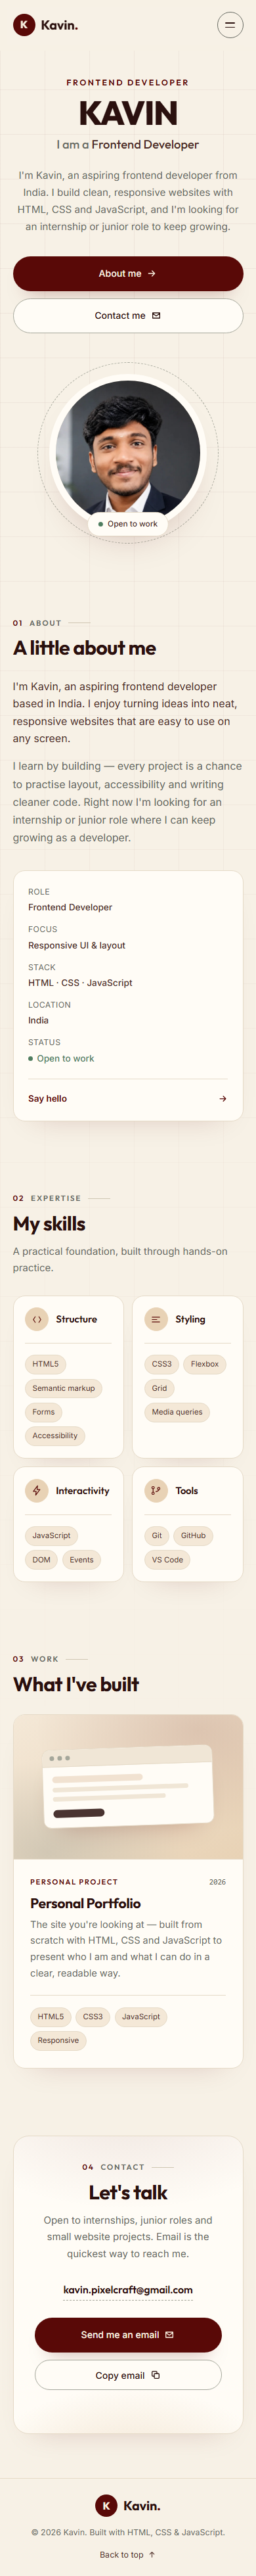 K Kavin.
FRONTEND DEVELOPER
KAVIN
I am a Frontend Developer
I'm Kavin, an aspiring frontend developer from
India. I build clean, responsive websites with
HTML, CSS and JavaScript, and I'm looking for
an internship or junior role to keep growing.
About me →
Contact me
Open to work
01 ABOUT
A little about me
I'm Kavin, an aspiring frontend developer
based in India. I enjoy turning ideas into neat,
responsive websites that are easy to use on
any screen.
I learn by building — every project is a chance
to practise layout, accessibility and writing
cleaner code. Right now I'm looking for an
internship or junior role where I can keep
growing as a developer.
ROLE
Frontend Developer
FOCUS
Responsive UI & layout
STACK
HTML · CSS · JavaScript
LOCATION
India
STATUS
Open to work
Say hello →
02 EXPERTISE
My skills
A practical foundation, built through hands-on
practice.
Structure
HTML5
Semantic markup
Forms
Accessibility
Styling
CSS3 Flexbox
Grid
Media queries
Interactivity
JavaScript
DOM Events
Tools
Git GitHub
VS Code
03 WORK
What I've built
PERSONAL PROJECT 2026
Personal Portfolio
The site you're looking at — built from
scratch with HTML, CSS and JavaScript to
present who I am and what I can do in a
clear, readable way.
HTML5 CSS3 JavaScript
Responsive
04 CONTACT
Let's talk
Open to internships, junior roles and
small website projects. Email is the
quickest way to reach me.
kavin.pixelcraft@gmail.com
Send me an email
Copy email
K Kavin.
© 2026 Kavin. Built with HTML, CSS & JavaScript.
Back to top ↑